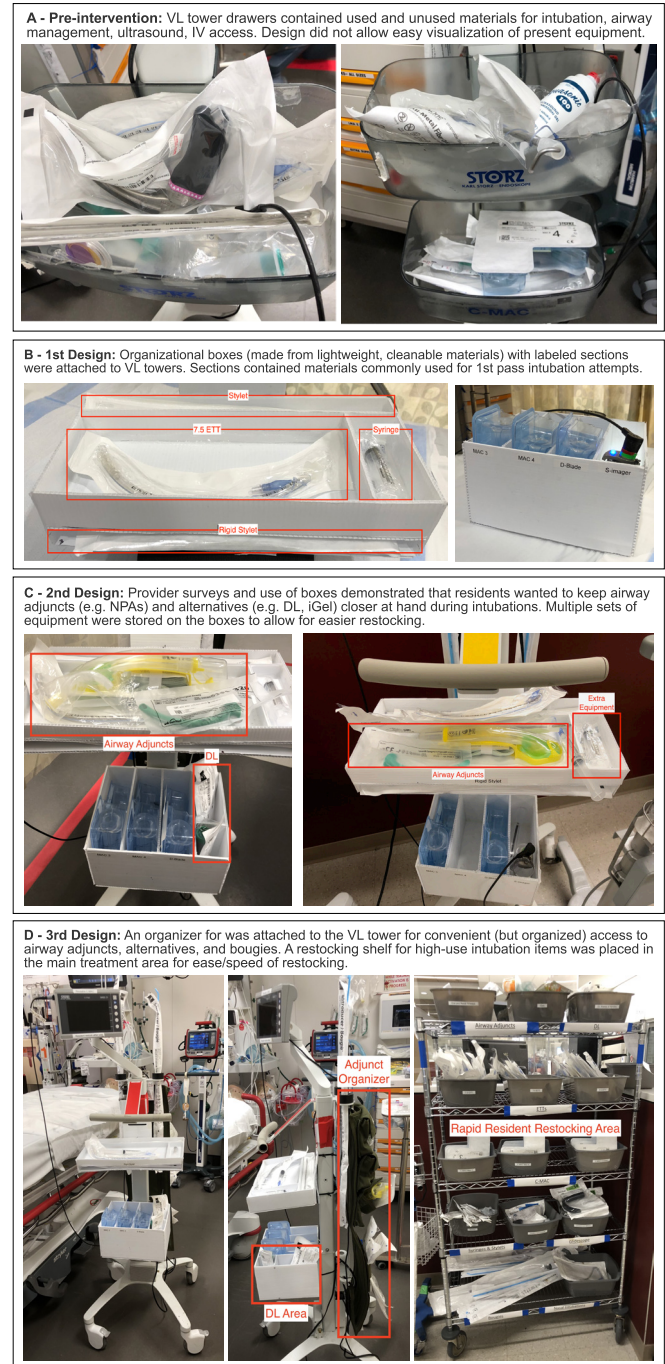 A - Pre-intervention: VL tower drawers contained used and unused materials for intubation, airway
management, ultrasound, IV access. Design did not allow easy visualization of present equipment.
STORZ
STORZ
KARL STORZ - ENDOSKOPE
4
C-MAC
B - 1st Design: Organizational boxes (made from lightweight, cleanable materials) with labeled sections
were attached to VL towers. Sections contained materials commonly used for 1st pass intubation attempts.
Stylet
7.5 ETT
Syringe
Rigid Stylet
MAC 3
MAC 4
D-Blade
S-imager
C - 2nd Design: Provider surveys and use of boxes demonstrated that residents wanted to keep airway
adjuncts (e.g. NPAs) and alternatives (e.g. DL, iGel) closer at hand during intubations. Multiple sets of
equipment were stored on the boxes to allow for easier restocking.
Airway Adjuncts
DL
Extra
Equipment
Airway Adjuncts
Rigid Stylet
D - 3rd Design: An organizer for was attached to the VL tower for convenient (but organized) access to
airway adjuncts, alternatives, and bougies. A restocking shelf for high-use intubation items was placed in
the main treatment area for ease/speed of restocking.
Adjunct
Organizer
DL Area
Airway Adjuncts
DL
ETTs
Rapid Resident Restocking Area
C-MAC
Syringes & Stylets